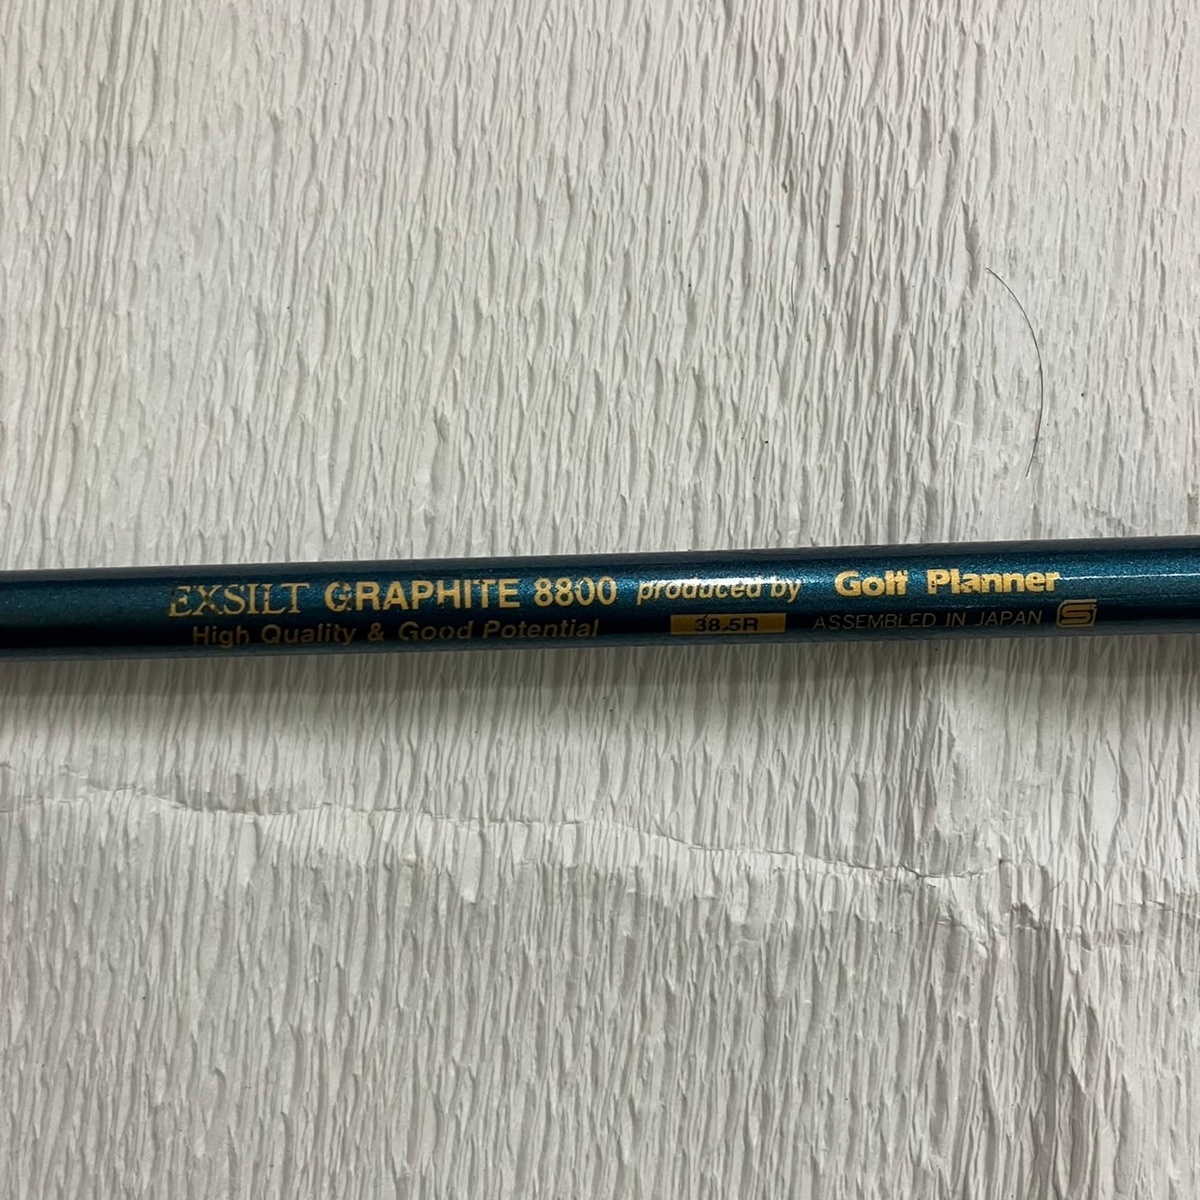 EXSILT GRAPHITE 8800 produced by Golf Planner
High Quality & Good Potential 38.5R ASSEMBLED IN JAPAN S